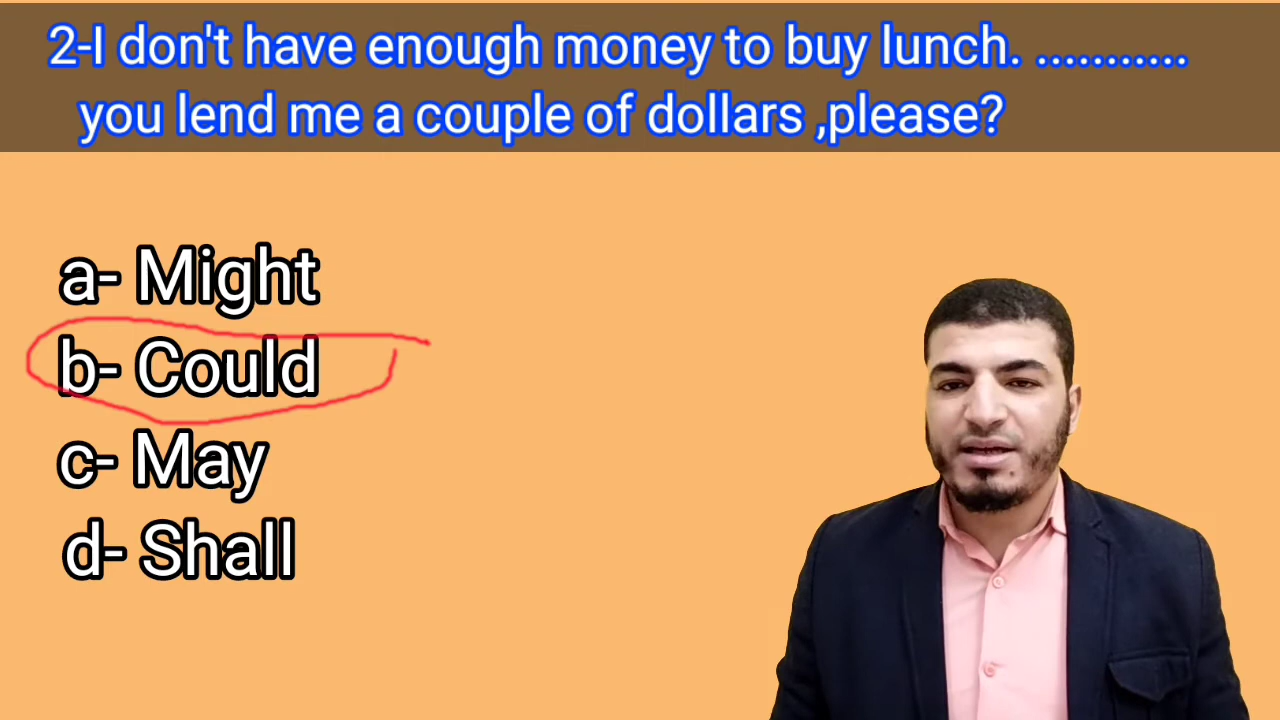 2-I don't have enough money to buy lunch. ...........
you lend me a couple of dollars ,please?
a- Might
b- Could
c- May
d- Shall